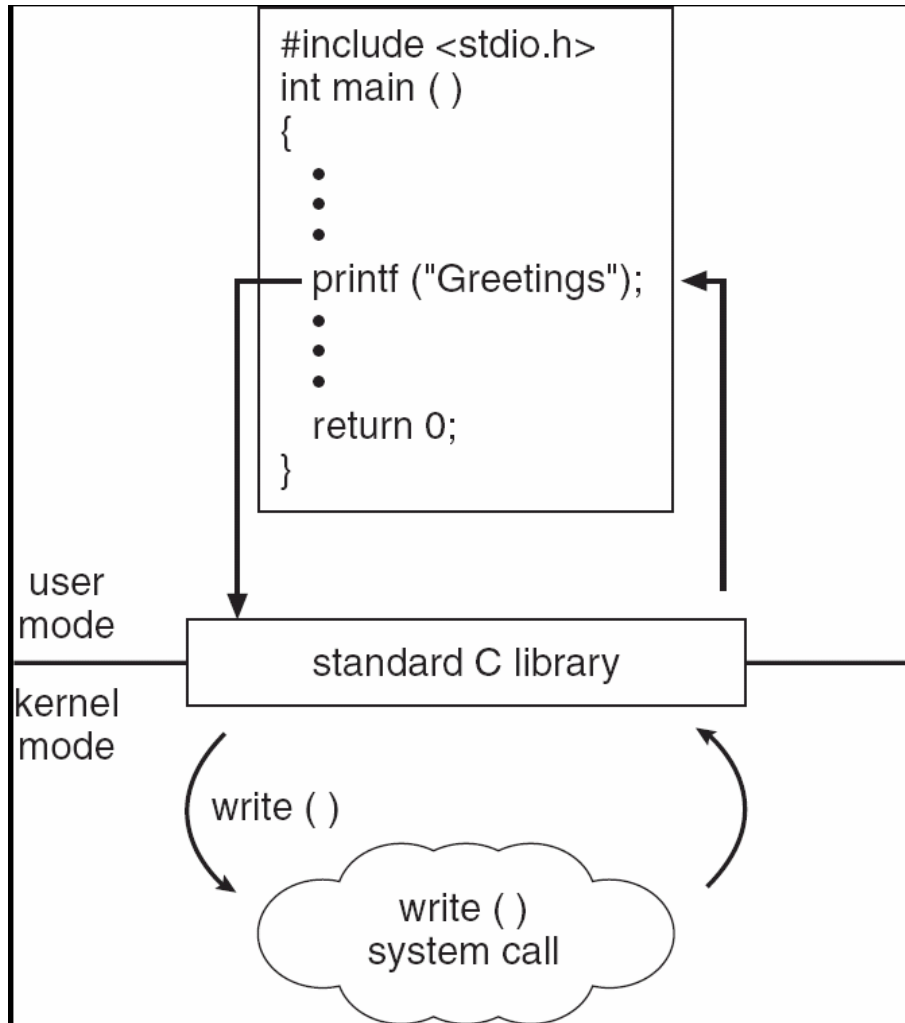 #include <stdio.h>
int main ( )
{
•
•
•
printf ("Greetings");
•
•
•
return 0;
}
user
mode
standard C library
kernel
mode
write ( )
write ( )
system call